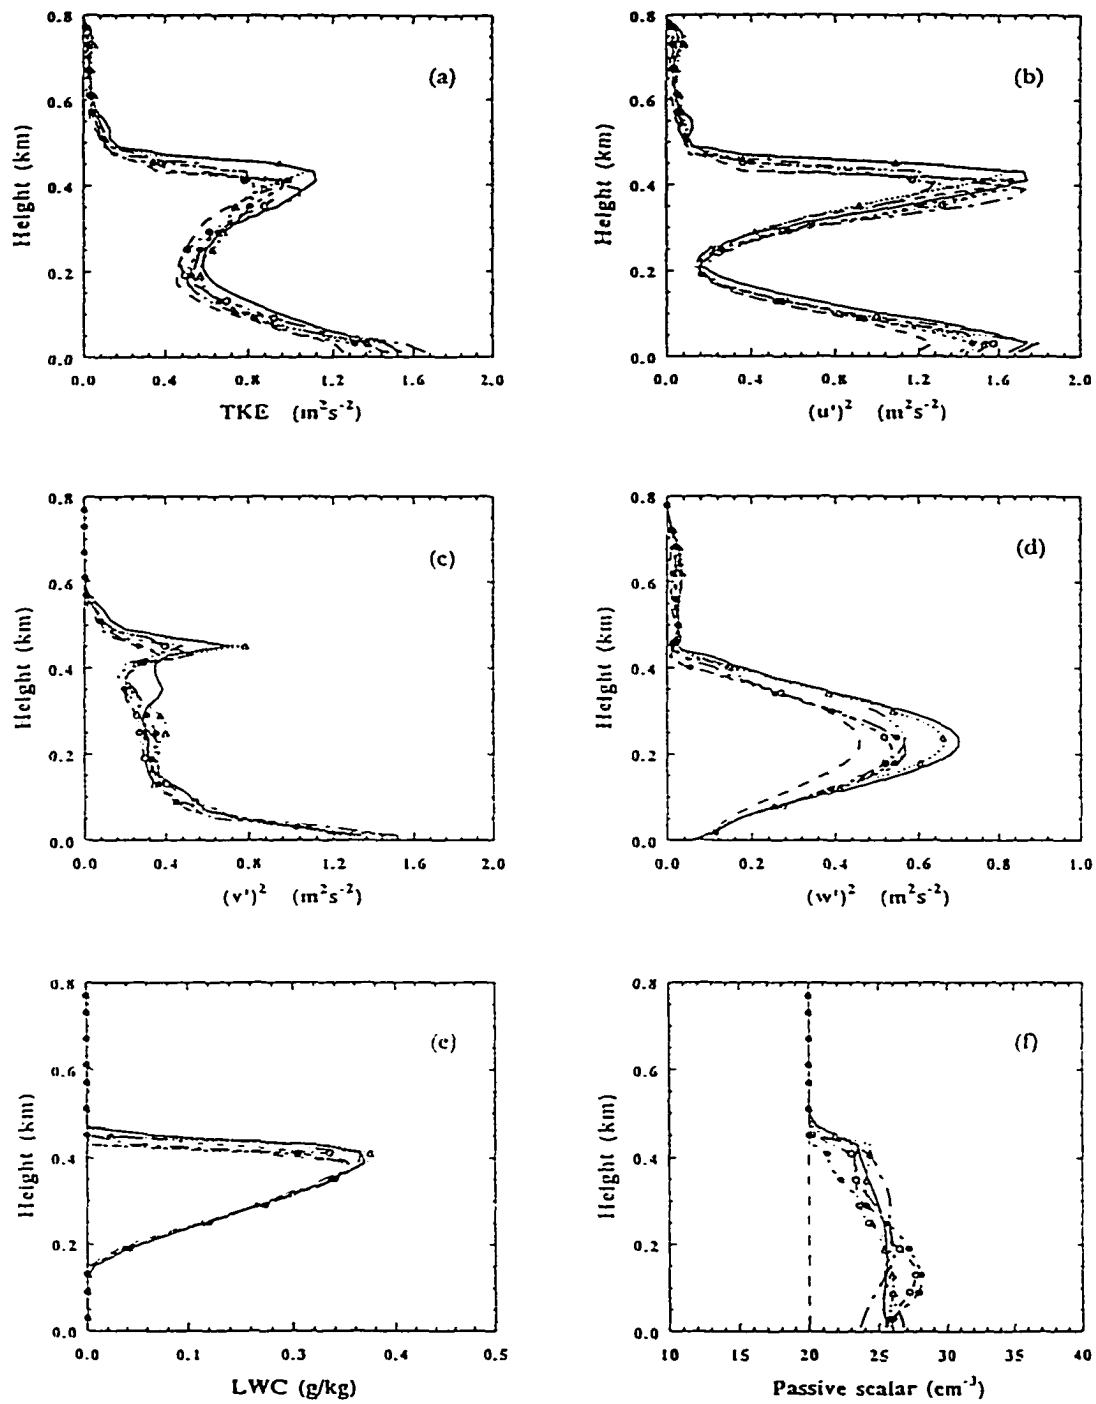 0.8 0.6 0.4 0.2 0.0
Height (km)
(a)
0.0 0.4 0.8 1.2 1.6 2.0
TKE (m²s⁻²)
0.8 0.6 0.4 0.2 0.0
Height (km)
(b)
0.0 0.4 0.8 1.2 1.6 2.0
(u')² (m²s⁻²)
0.8 0.6 0.4 0.2 0.0
Height (km)
(c)
0.0 0.4 0.8 1.2 1.6 2.0
(v')² (m²s⁻²)
0.8 0.6 0.4 0.2 0.0
Height (km)
(d)
0.0 0.2 0.4 0.6 0.8 1.0
(w')² (m²s⁻²)
0.8 0.6 0.4 0.2 0.0
Height (km)
(e)
0.0 0.1 0.3 0.4 0.5
LWC (g/kg)
0.8 0.6 0.4 0.2 0.0
Height (km)
(f)
10 15 20 25 30 35 40
Passive scalar (cm⁻³)